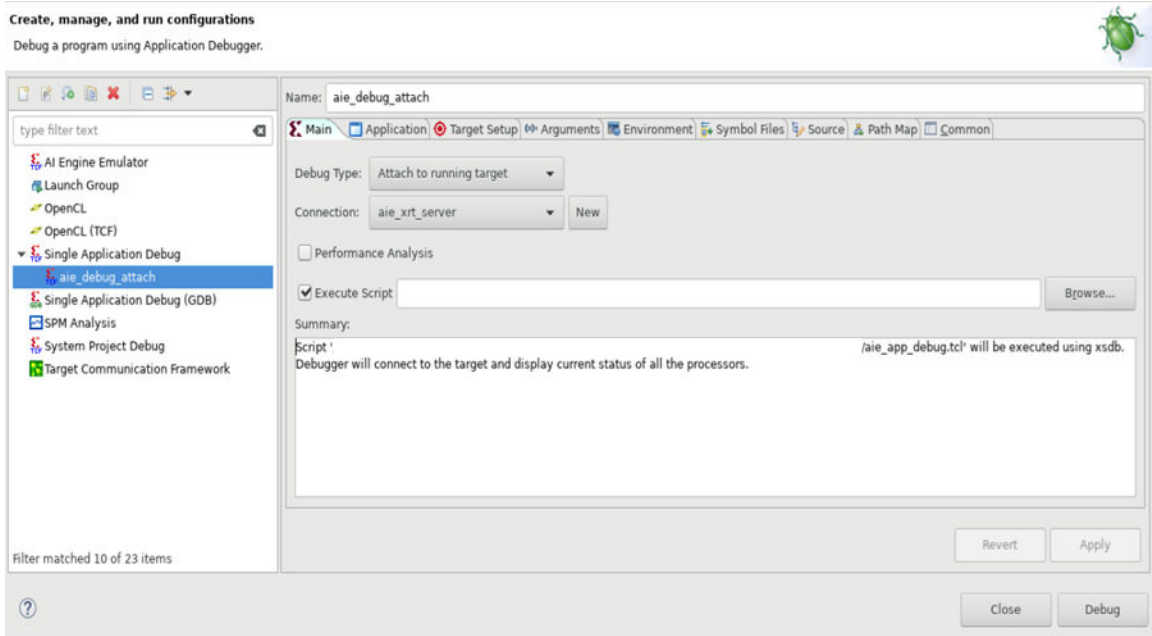 Create, manage, and run configurations
Debug a program using Application Debugger.
Name: aie_debug_attach
type filter text
Main Application Target Setup Arguments Environment Symbol Files Source Path Map Common
AI Engine Emulator
Launch Group
OpenCL
OpenCL (TCF)
Single Application Debug
aie_debug_attach
Single Application Debug (GDB)
SPM Analysis
System Project Debug
Target Communication Framework
Filter matched 10 of 23 items
Debug Type: Attach to running target
Connection: aie_xrt_server New
Performance Analysis
Execute Script Browse...
Summary:
Script ' /aie_app_debug.tcl' will be executed using xsdb.
Debugger will connect to the target and display current status of all the processors.
Revert Apply
Close Debug